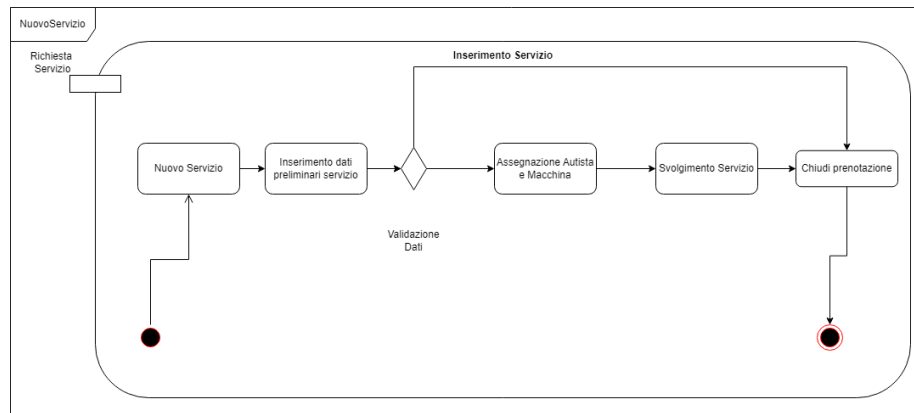 NuovoServizio
Richiesta
Servizio
Inserimento Servizio
Nuovo Servizio
Inserimento dati
preliminari servizio
Assegnazione Autista
e Macchina
Svolgimento Servizio
Chiudi prenotazione
Validazione
Dati